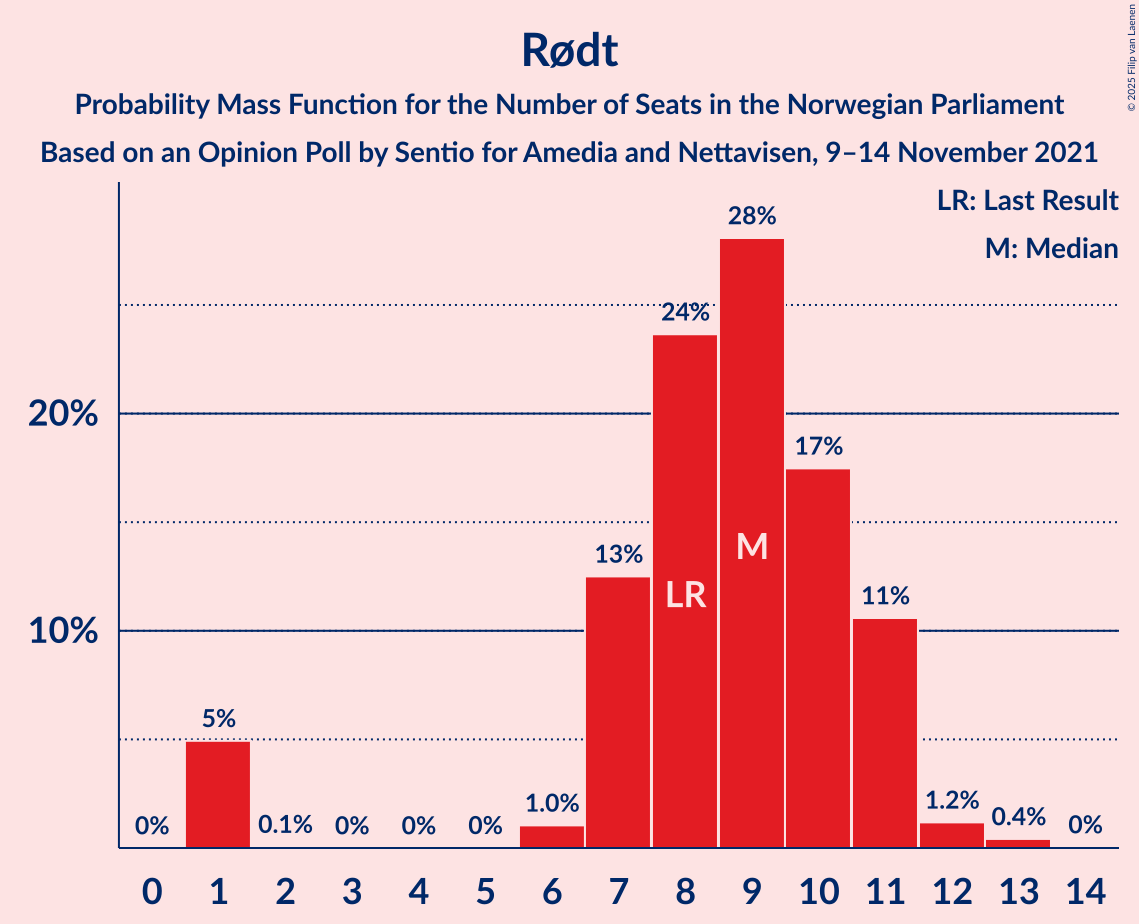 Rødt
Probability Mass Function for the Number of Seats in the Norwegian Parliament
Based on an Opinion Poll by Sentio for Amedia and Nettavisen, 9–14 November 2021
© 2025 Filip van Laenen
LR: Last Result
M: Median
28%
24%
20%
17%
13%
M
LR
11%
10%
5%
0%
0.1%
0%
0%
0%
1.0%
1.2%
0.4%
0%
0 1 2 3 4 5 6 7 8 9 10 11 12 13 14